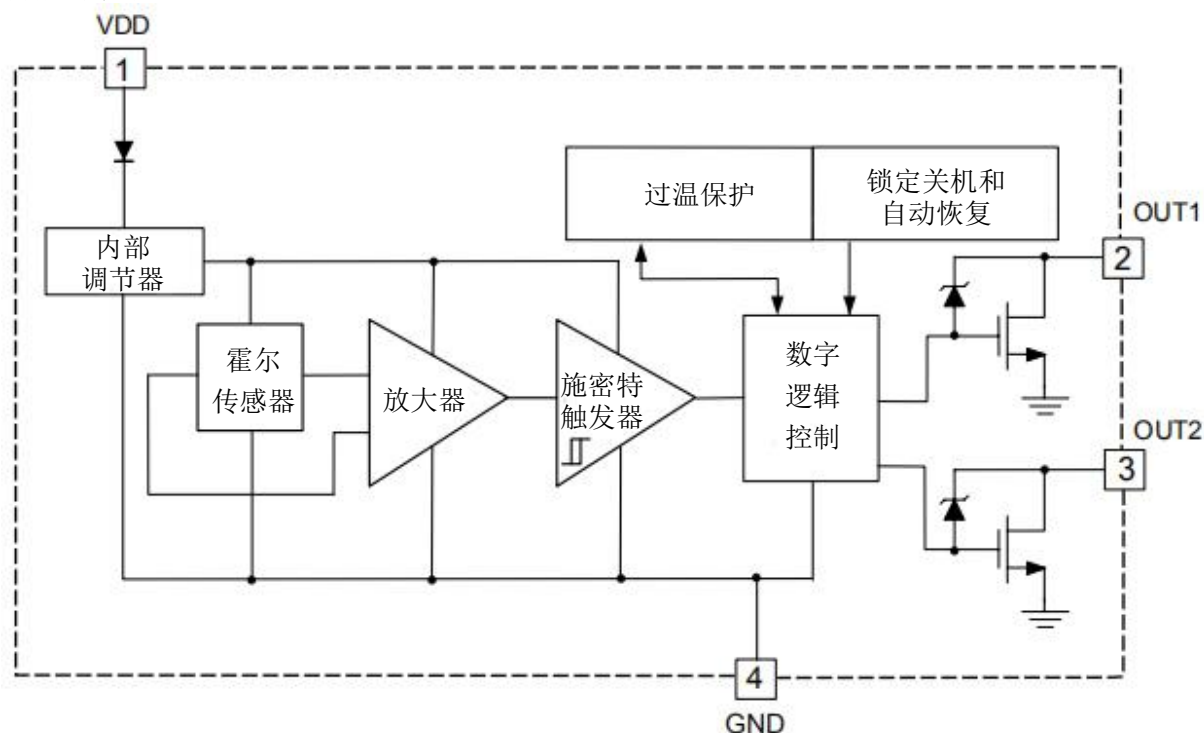 VDD
1
过温保护
锁定关机和
自动恢复
OUT1
2
内部
调节器
霍尔
传感器
放大器
施密特
触发器
数字
逻辑
控制
OUT2
3
4
GND